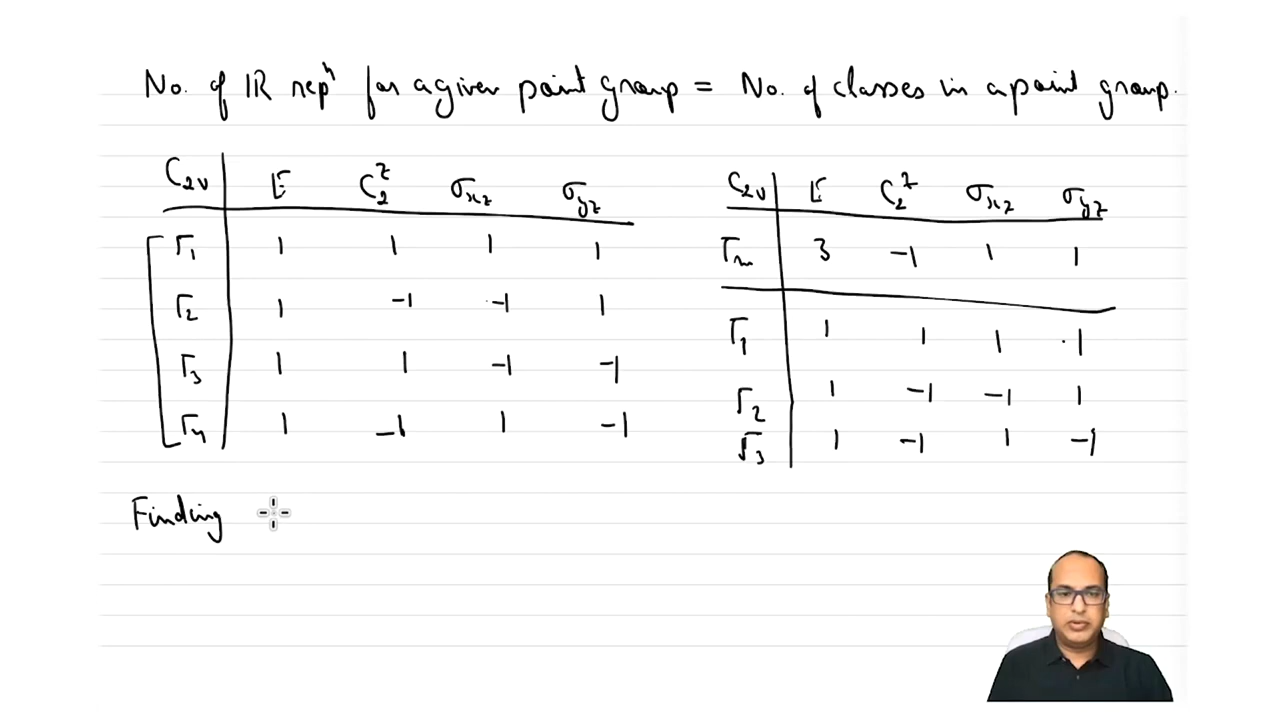 No. of IR repⁿ for a given point group = No. of classes in a point group.
C₂ᵥ E C₂ᶻ σxz σyz
Γ₁ 1 1 1 1
Γ₂ 1 -1 -1 1
Γ₃ 1 1 -1 -1
Γ₄ 1 -1 1 -1
C₂ᵥ E C₂ᶻ σxz σyz
Γm 3 -1 1 1
Γ₁ 1 1 1 1
Γ₂ 1 -1 -1 1
Γ₃ 1 -1 1 -1
Finding